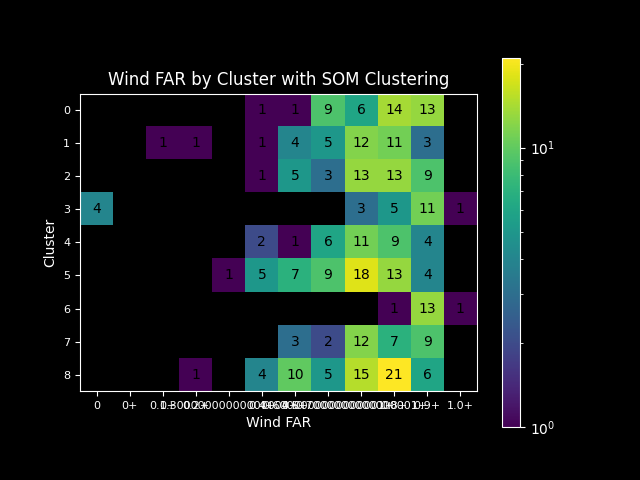 Wind FAR by Cluster with SOM Clustering
0 1 1 9 6 14 13
1 1 1 1 4 5 12 11 3
2 1 5 3 13 13 9
3 4 3 5 11 1
4 2 1 6 11 9 4
5 1 5 7 9 18 13 4
6 1 13 1
7 3 2 12 7 9
8 1 4 10 5 15 21 6
0 0+ 0.1+ 0.2+ 1.0+
Wind FAR
Cluster
10¹
10⁰